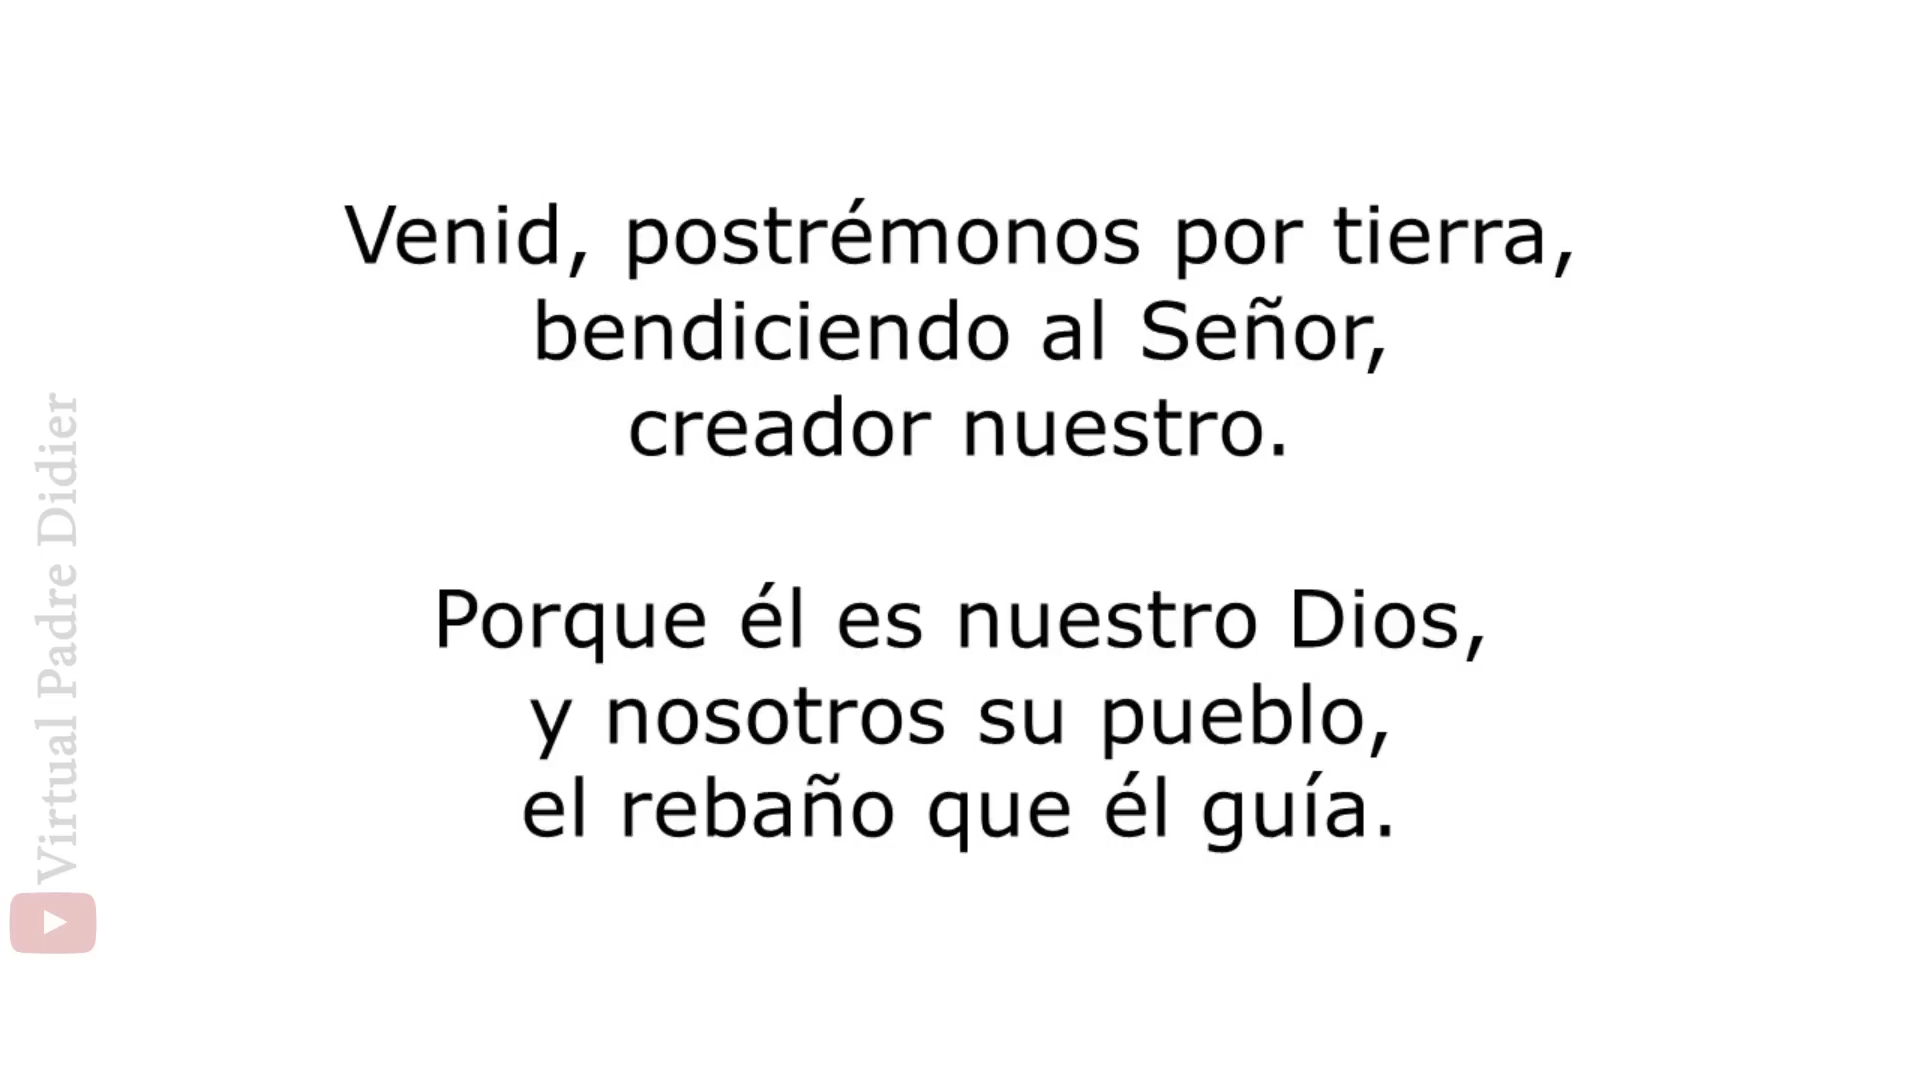 Venid, postrémonos por tierra,
bendiciendo al Señor,
creador nuestro.
Porque él es nuestro Dios,
y nosotros su pueblo,
el rebaño que él guía.
Virtual Padre Didier